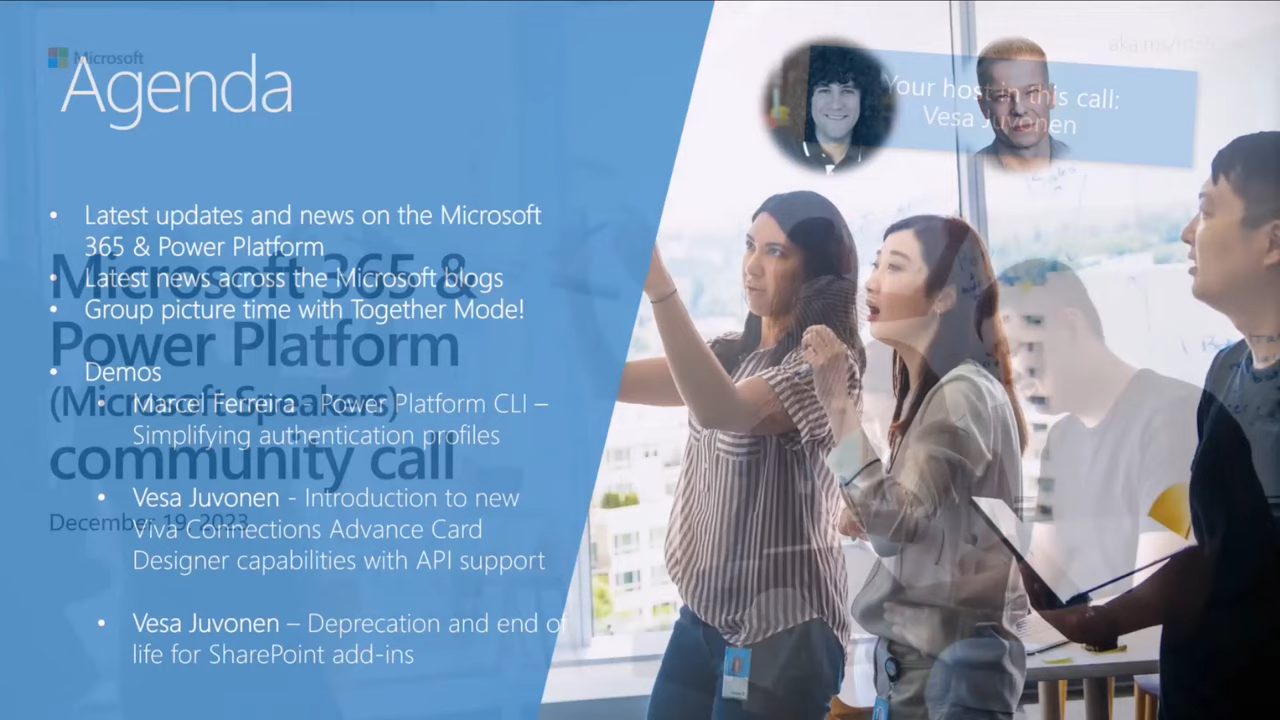 Microsoft
Agenda
Your host in this call:
Vesa Juvonen
• Latest updates and news on the Microsoft
365 & Power Platform
• Latest news across the Microsoft blogs
• Group picture time with Together Mode!
• Demos
• Marcel Ferreira - Power Platform CLI –
Simplifying authentication profiles
• Vesa Juvonen - Introduction to new
Viva Connections Advance Card
Designer capabilities with API support
• Vesa Juvonen – Deprecation and end of
life for SharePoint add-ins
Microsoft 365 &
Power Platform
(Microsoft Speakers)
community call
December 19, 2023